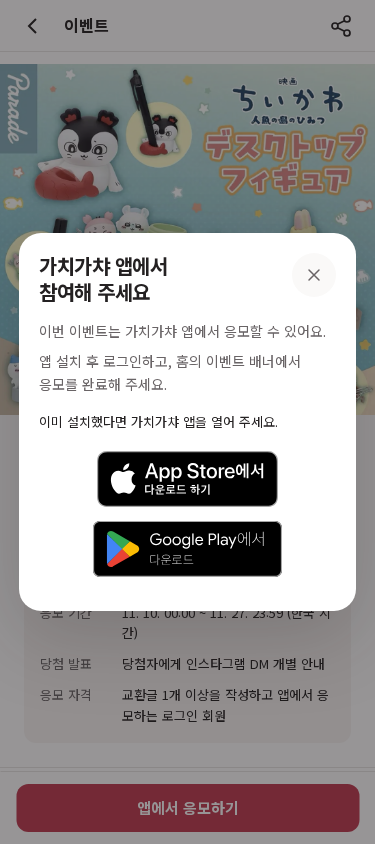 이벤트
Parade
映画
ちいかわ
人魚の島のひみつ
デスクトップ
フィギュア
가치가챠 앱에서
참여해 주세요
이번 이벤트는 가치가챠 앱에서 응모할 수 있어요.
앱 설치 후 로그인하고, 홈의 이벤트 배너에서
응모를 완료해 주세요.
이미 설치했다면 가치가챠 앱을 열어 주세요.
App Store에서
다운로드 하기
Google Play에서
다운로드
응모 기간
11. 10. 00:00 ~ 11. 27. 23:59 (한국 시
간)
당첨 발표
당첨자에게 인스타그램 DM 개별 안내
응모 자격
교환글 1개 이상을 작성하고 앱에서 응
모하는 로그인 회원
앱에서 응모하기